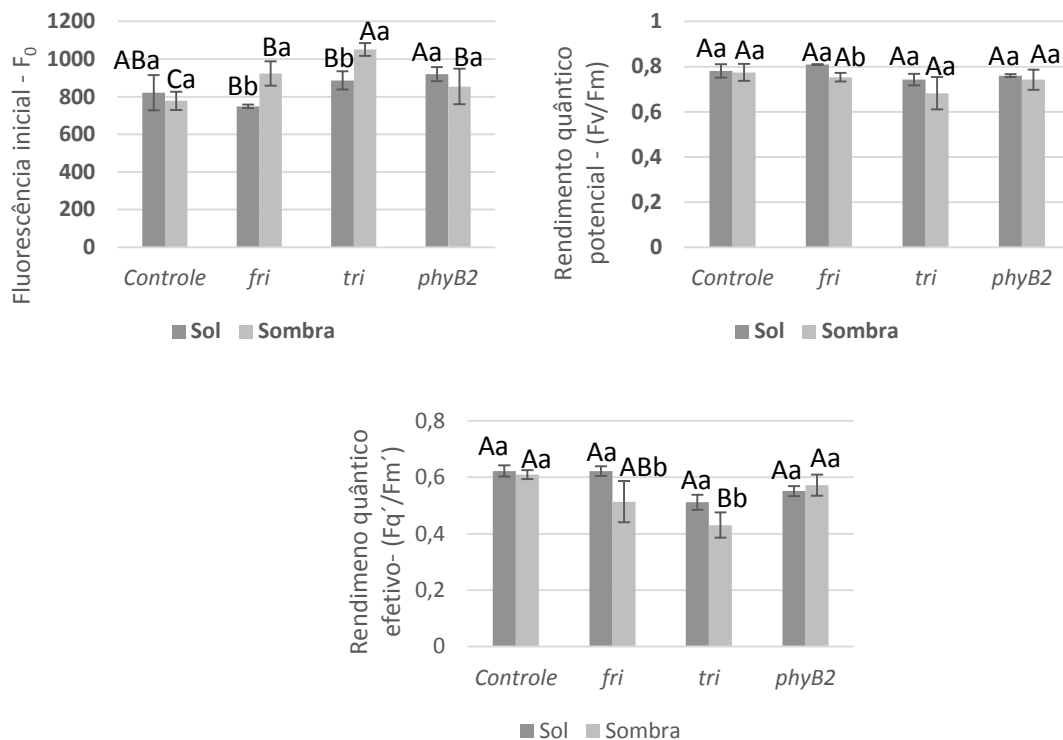 Fluorescência inicial - F0
1200
1000
800
600
400
200
0
ABa
Ca
Bb
Ba
Bb
Aa
Aa
Ba
Controle
fri
tri
phyB2
Sol
Sombra
Rendimento quântico
potencial - (Fv/Fm)
1
0,8
0,6
0,4
0,2
0
Aa
Aa
Aa
Ab
Aa
Aa
Aa
Aa
Controle
fri
tri
phyB2
Sol
Sombra
Rendimeno quântico
efetivo- (Fq´/Fm´)
0,8
0,6
0,4
0,2
0
Aa
Aa
Aa
ABb
Aa
Bb
Aa
Aa
Controle
fri
tri
phyB2
Sol
Sombra